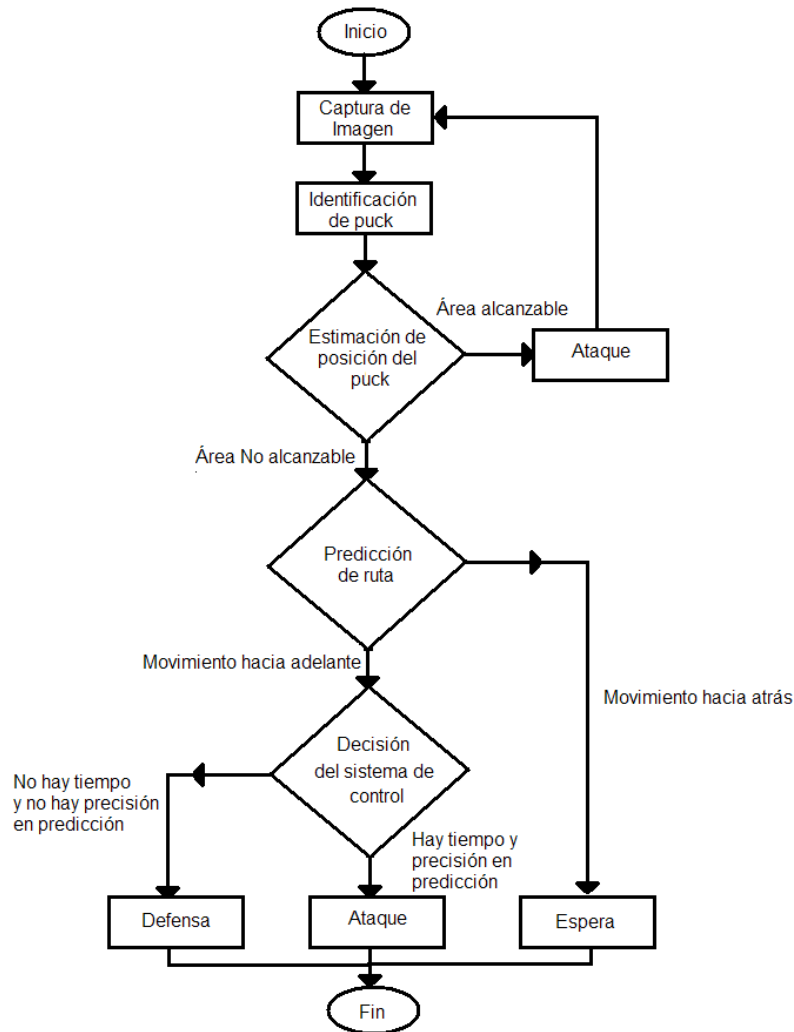 Inicio
Captura de
Imagen
Identificación
de puck
Área alcanzable
Estimación de
posición del
puck
Ataque
Área No alcanzable
Predicción
de ruta
Movimiento hacia adelante
Movimiento hacia atrás
Decisión
del sistema de
control
No hay tiempo
y no hay precisión
en predicción
Hay tiempo y
precisión en
predicción
Defensa
Ataque
Espera
Fin